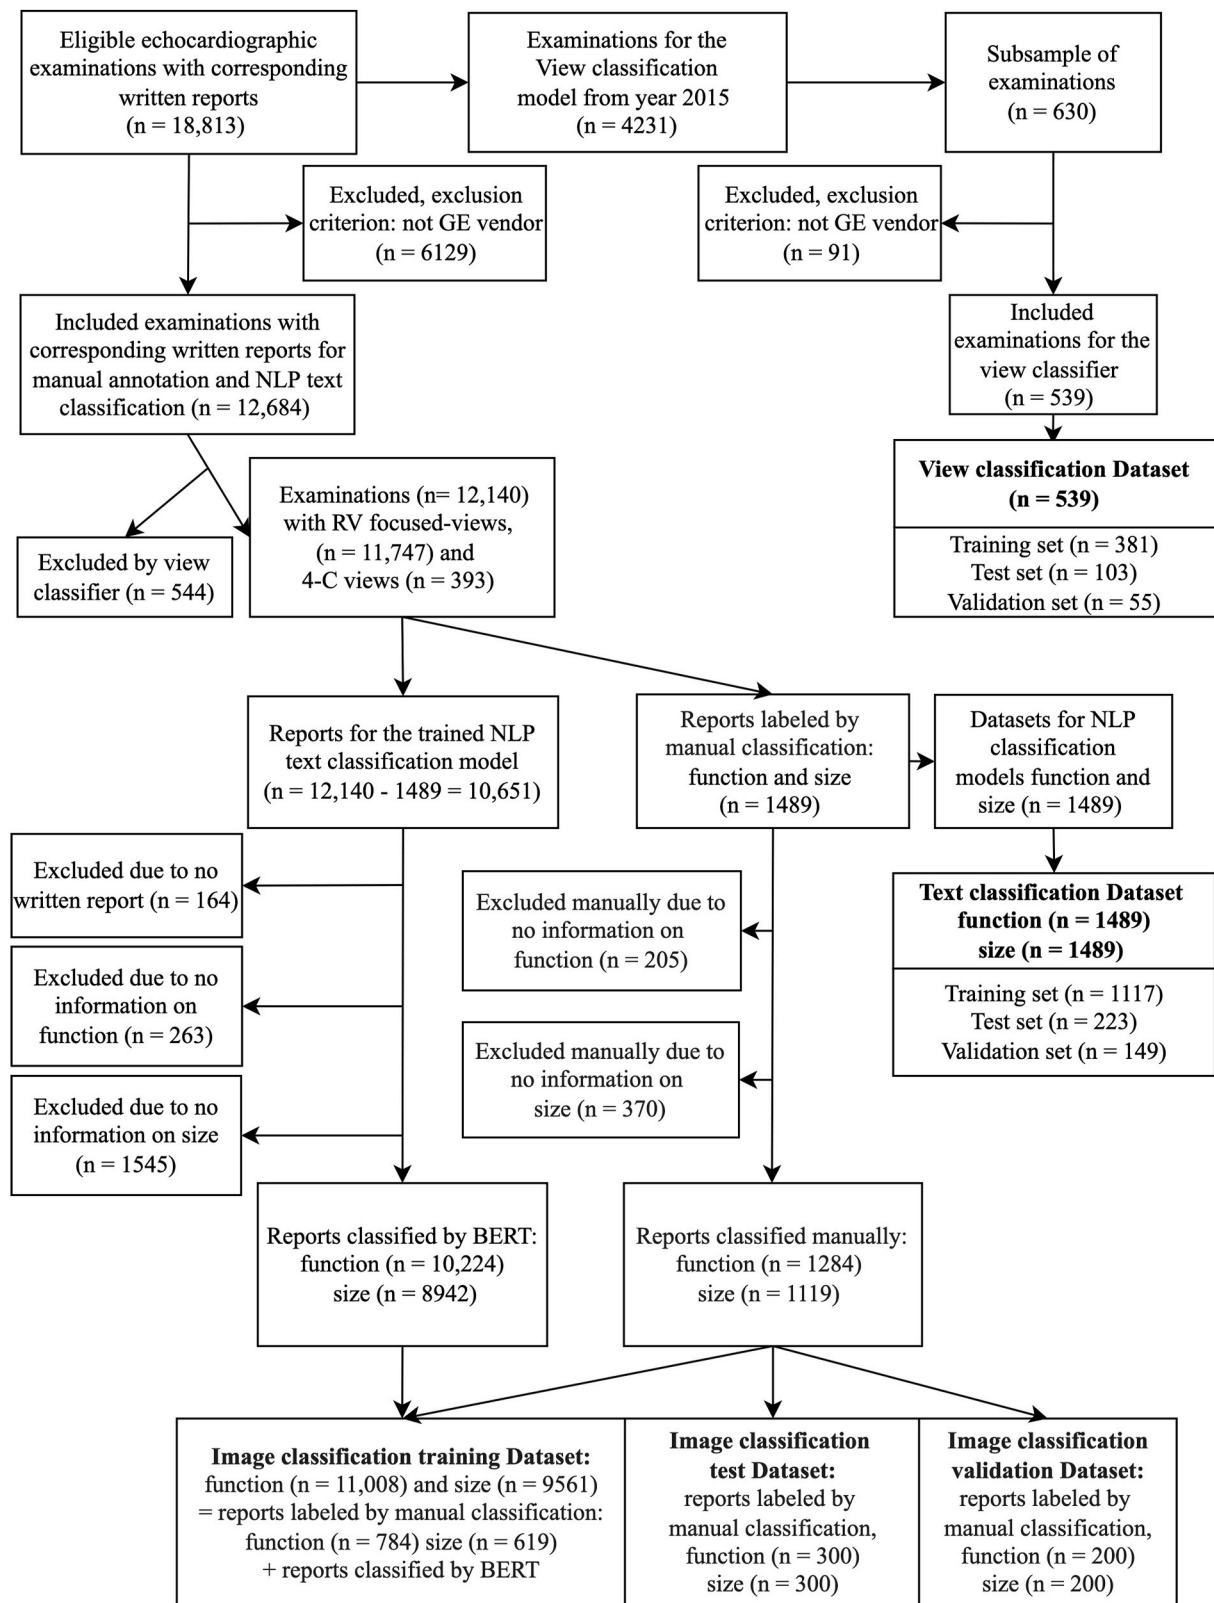 Eligible echocardiographic
examinations with corresponding
written reports
(n = 18,813)
Examinations for the
View classification
model from year 2015
(n = 4231)
Subsample of
examinations
(n = 630)
Excluded, exclusion
criterion: not GE vendor
(n = 6129)
Excluded, exclusion
criterion: not GE vendor
(n = 91)
Included examinations with
corresponding written reports for
manual annotation and NLP text
classification (n = 12,684)
Included
examinations for the
view classifier
(n = 539)
View classification Dataset
(n = 539)
Training set (n = 381)
Test set (n = 103)
Validation set (n = 55)
Examinations (n= 12,140)
with RV focused-views,
(n = 11,747) and
4-C views (n = 393)
Excluded by view
classifier (n = 544)
Reports for the trained NLP
text classification model
(n = 12,140 - 1489 = 10,651)
Reports labeled by
manual classification:
function and size
(n = 1489)
Datasets for NLP
classification
models function and
size (n = 1489)
Excluded due to no
written report (n = 164)
Excluded manually due to
no information on
function (n = 205)
Text classification Dataset
function (n = 1489)
size (n = 1489)
Training set (n = 1117)
Test set (n = 223)
Validation set (n = 149)
Excluded due to no
information on
function (n = 263)
Excluded manually due to
no information on
size (n = 370)
Excluded due to no
information on size
(n = 1545)
Reports classified by BERT:
function (n = 10,224)
size (n = 8942)
Reports classified manually:
function (n = 1284)
size (n = 1119)
Image classification training Dataset:
function (n = 11,008) and size (n = 9561)
= reports labeled by manual classification:
function (n = 784) size (n = 619)
+ reports classified by BERT
Image classification
test Dataset:
reports labeled by
manual classification,
function (n = 300)
size (n = 300)
Image classification
validation Dataset:
reports labeled by
manual classification,
function (n = 200)
size (n = 200)